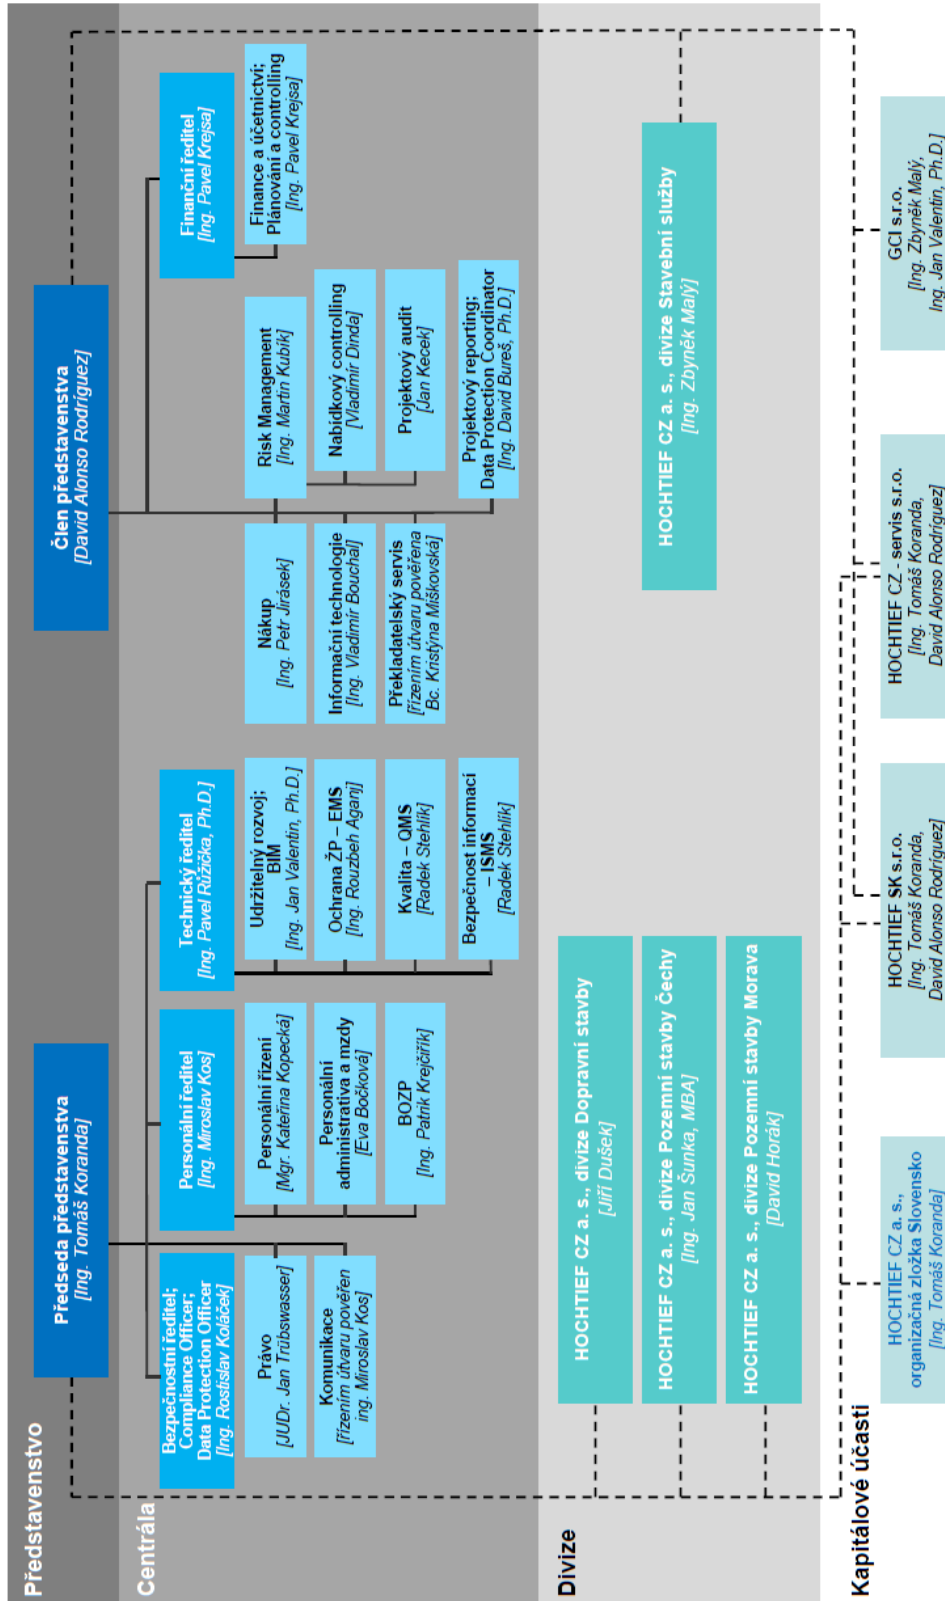 Představenstvo
Předseda představenstva
[Ing. Tomáš Koranda]
Člen představenstva
[David Alonso Rodríguez]
Centrála
Bezpečnostní ředitel;
Compliance Officer;
Data Protection Officer
[Ing. Rostislav Koláček]
Personální ředitel
[Ing. Miroslav Kos]
Technický ředitel
[Ing. Pavel Růžička, Ph.D.]
Finanční ředitel
[Ing. Pavel Krejsa]
Právo
[JUDr. Jan Trübswasser]
Komunikace
[řízením útvaru pověřen
ing. Miroslav Kos]
Personální řízení
[Mgr. Kateřina Kopecká]
Personální
administrativa a mzdy
[Eva Bočková]
BOZP
[Ing. Patrik Krejčiřík]
Udržitelný rozvoj;
BIM
[Ing. Jan Valentin, Ph.D.]
Ochrana ŽP – EMS
[Ing. Rouzbeh Aganj]
Kvalita – QMS
[Radek Stehlík]
Bezpečnost informací
– ISMS
[Radek Stehlík]
Nákup
[Ing. Petr Jirásek]
Informační technologie
[Ing. Vladimír Bouchal]
Překladatelský servis
[řízením útvaru pověřena
Bc. Kristýna Miškovská]
Risk Management
[Ing. Martin Kubík]
Nabídkový controlling
[Vladimír Dinda]
Projektový audit
[Jan Kecek]
Projektový reporting;
Data Protection Coordinator
[Ing. David Bureš, Ph.D.]
Finance a účetnictví;
Plánování a controlling
[Ing. Pavel Krejsa]
Divize
HOCHTIEF CZ a. s., divize Dopravní stavby
[Jiří Dušek]
HOCHTIEF CZ a. s., divize Pozemní stavby Čechy
[Ing. Jan Šunka, MBA]
HOCHTIEF CZ a. s., divize Pozemní stavby Morava
[David Horák]
HOCHTIEF CZ a. s., divize Stavební služby
[Ing. Zbyněk Malý]
Kapitálové účasti
HOCHTIEF CZ a. s.,
organizačná zložka Slovensko
[Ing. Tomáš Koranda]
HOCHTIEF SK s.r.o.
[Ing. Tomáš Koranda,
David Alonso Rodríguez]
HOCHTIEF CZ - servis s.r.o.
[Ing. Tomáš Koranda,
David Alonso Rodríguez]
GCI s.r.o.
[Ing. Zbyněk Malý,
Ing. Jan Valentin, Ph.D.]